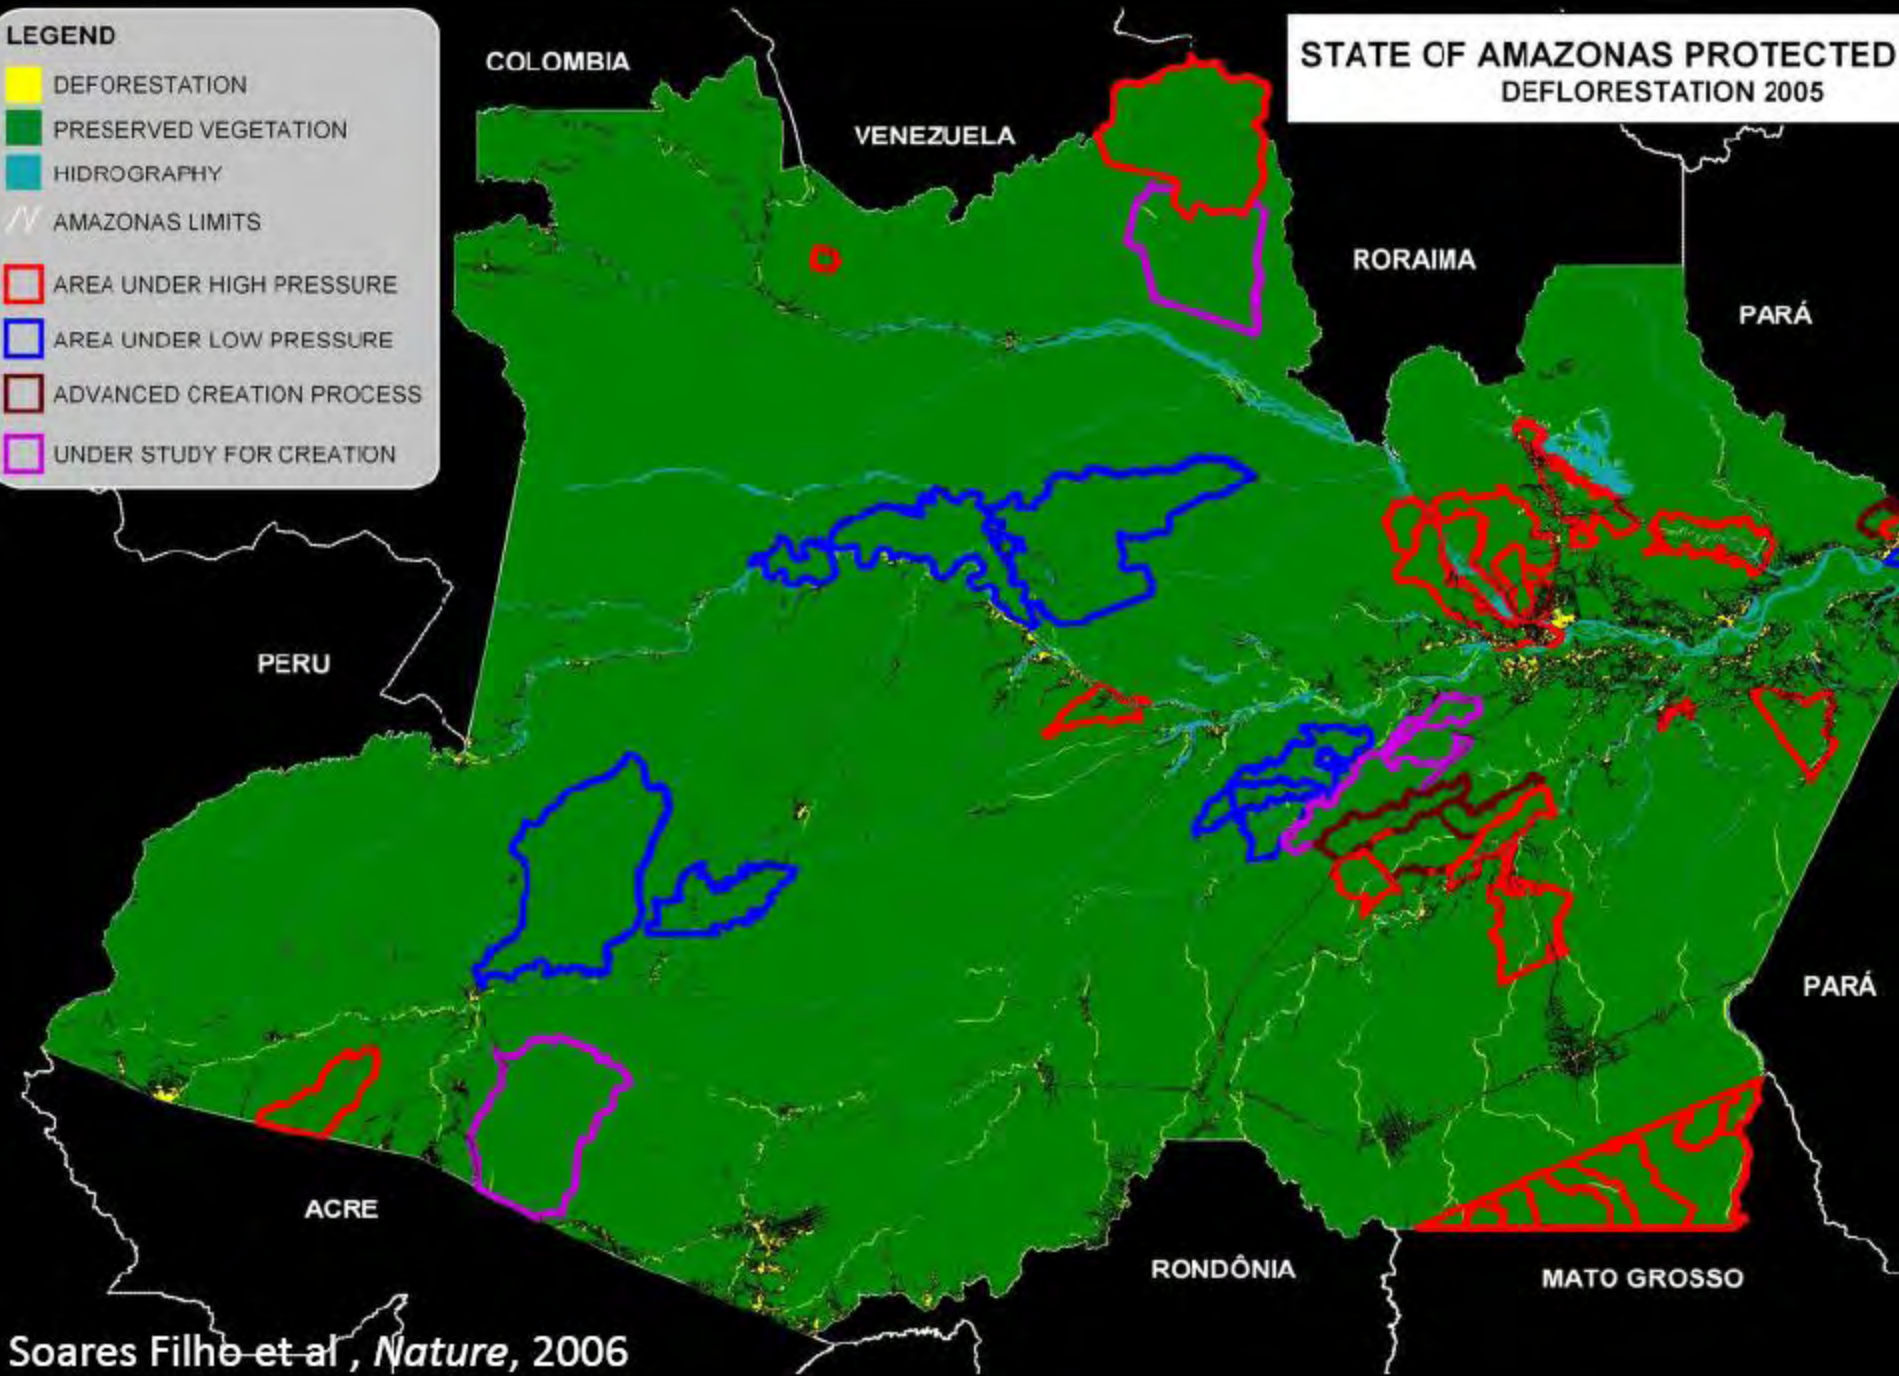 LEGEND
DEFORESTATION
PRESERVED VEGETATION
HIDROGRAPHY
AMAZONAS LIMITS
AREA UNDER HIGH PRESSURE
AREA UNDER LOW PRESSURE
ADVANCED CREATION PROCESS
UNDER STUDY FOR CREATION
STATE OF AMAZONAS PROTECTED
DEFLORESTATION 2005
COLOMBIA
VENEZUELA
RORAIMA
PARÁ
PERU
PARÁ
ACRE
RONDÔNIA
MATO GROSSO
Soares Filho et al , Nature, 2006